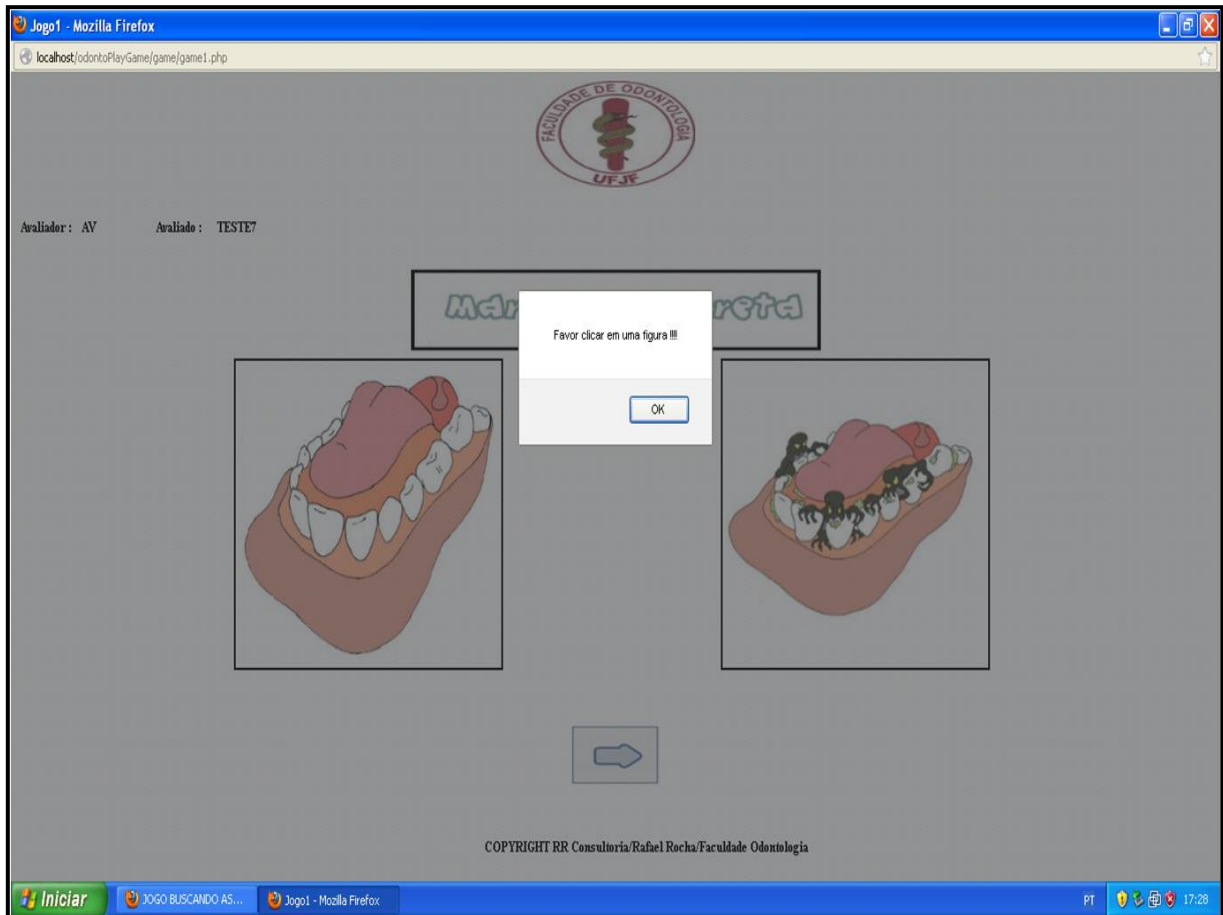 Jogo1 - Mozilla Firefox
localhost/odontoPlayGame/game/game1.php
FACULDADE DE ODONTOLOGIA
UFJF
Avaliador : AV Avaliado : TESTE7
Favor clicar em uma figura !!!!
OK
COPYRIGHT RR Consultoria/Rafael Rocha/Faculdade Odontologia
Iniciar JOGO BUSCANDO AS... Jogo1 - Mozilla Firefox PT 17:28